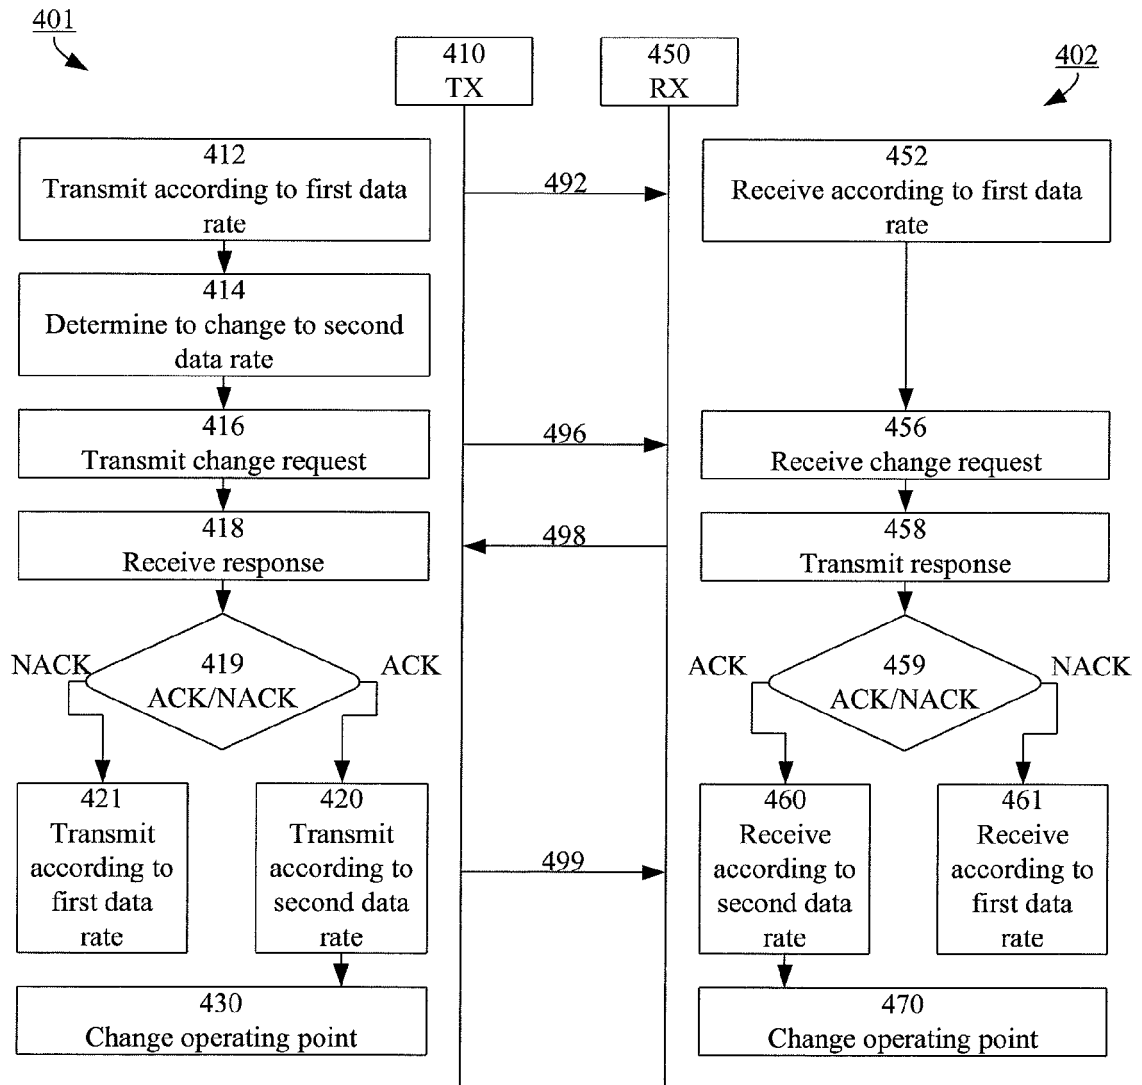 401
410
TX
450
RX
402
412
Transmit according to first data
rate
492
452
Receive according to first data
rate
414
Determine to change to second
data rate
416
Transmit change request
496
456
Receive change request
418
Receive response
498
458
Transmit response
NACK
419
ACK/NACK
ACK
ACK
459
ACK/NACK
NACK
421
Transmit
according to
first data
rate
420
Transmit
according to
second data
rate
499
460
Receive
according to
second data
rate
461
Receive
according to
first data
rate
430
Change operating point
470
Change operating point